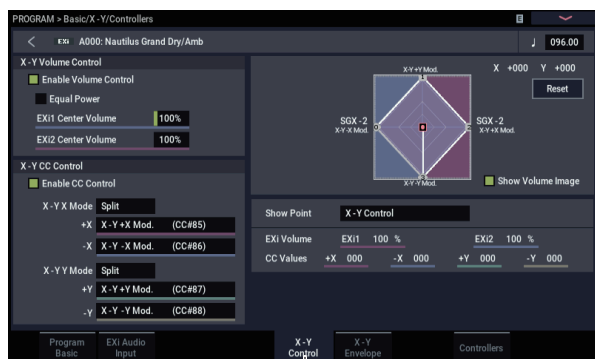 PROGRAM > Basic/X-Y/Controllers
E
EXi A000: Nautilus Grand Dry/Amb
♩ 096.00
X-Y Volume Control
Enable Volume Control
Equal Power
EXi1 Center Volume 100%
EXi2 Center Volume 100%
X-Y CC Control
Enable CC Control
X-Y X Mode Split
+X X-Y +X Mod. (CC#85)
-X X-Y -X Mod. (CC#86)
X-Y Y Mode Split
+Y X-Y +Y Mod. (CC#87)
-Y X-Y -Y Mod. (CC#88)
X +000 Y +000
Reset
X-Y +Y Mod.
SGX-2
X-Y-X Mod.
SGX-2
X-Y +X Mod.
X-Y -Y Mod.
Show Volume Image
Show Point X-Y Control
EXi Volume EXi1 100 % EXi2 100 %
CC Values +X 000 -X 000 +Y 000 -Y 000
Program Basic
EXi Audio Input
X-Y Control
X-Y Envelope
Controllers